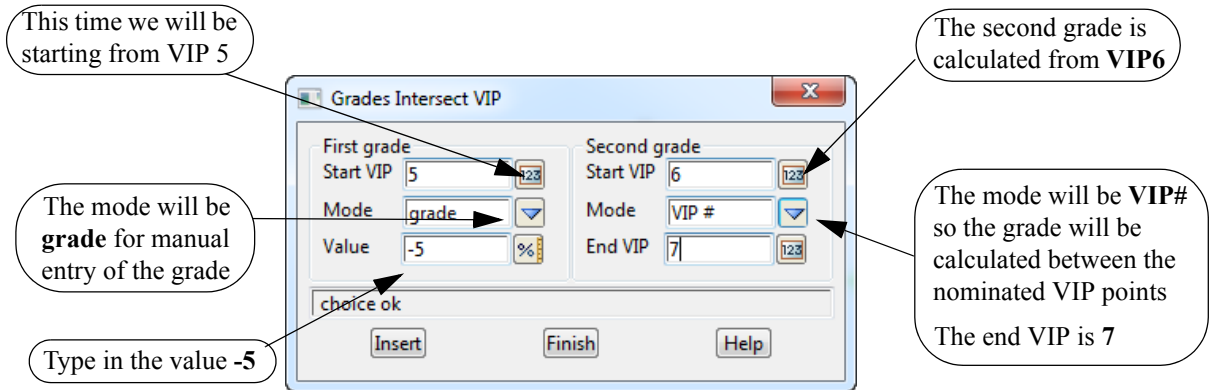 This time we will be
starting from VIP 5
The second grade is
calculated from VIP6
Grades Intersect VIP
X
First grade
Start VIP 5 123
Mode grade
Value -5 %
Second grade
Start VIP 6 123
Mode VIP #
End VIP 7 123
choice ok
Insert Finish Help
The mode will be
grade for manual
entry of the grade
Type in the value -5
The mode will be VIP#
so the grade will be
calculated between the
nominated VIP points
The end VIP is 7